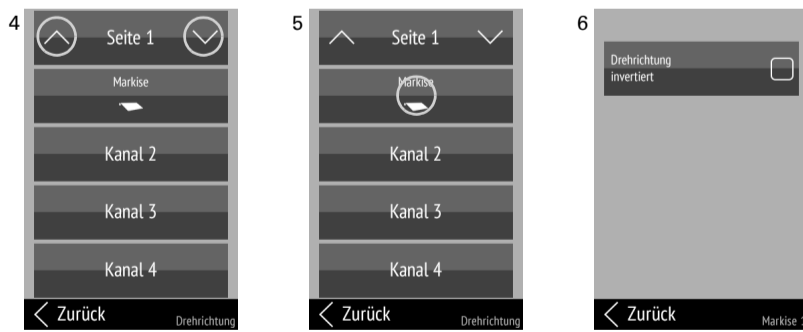 4
Seite 1
Markise
Kanal 2
Kanal 3
Kanal 4
Zurück
Drehrichtung
5
Seite 1
Markise
Kanal 2
Kanal 3
Kanal 4
Zurück
Drehrichtung
6
Drehrichtung
invertiert
Zurück
Markise